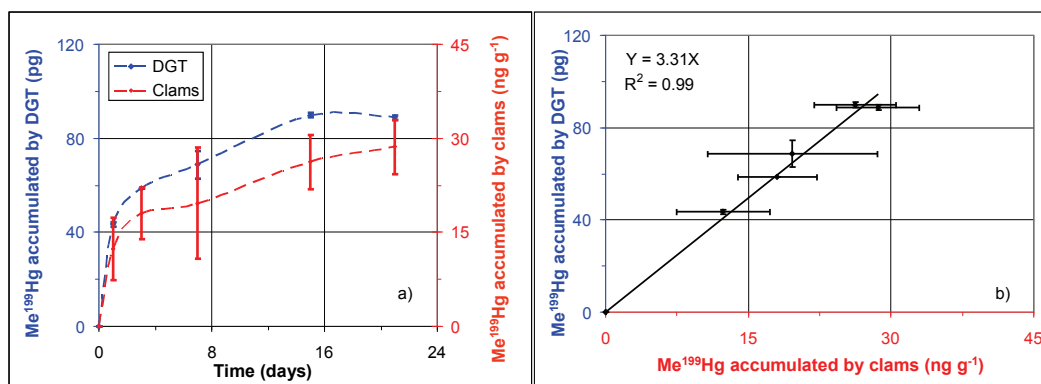 Me¹⁹⁹Hg accumulated by DGT (pg)
120
80
40
0
DGT
Clams
a)
0
8
16
24
Time (days)
45
30
15
0
Me¹⁹⁹Hg accumulated by clams (ng g⁻¹)
Me¹⁹⁹Hg accumulated by DGT (pg)
120
80
40
0
Y = 3.31X
R² = 0.99
b)
0
15
30
45
Me¹⁹⁹Hg accumulated by clams (ng g⁻¹)